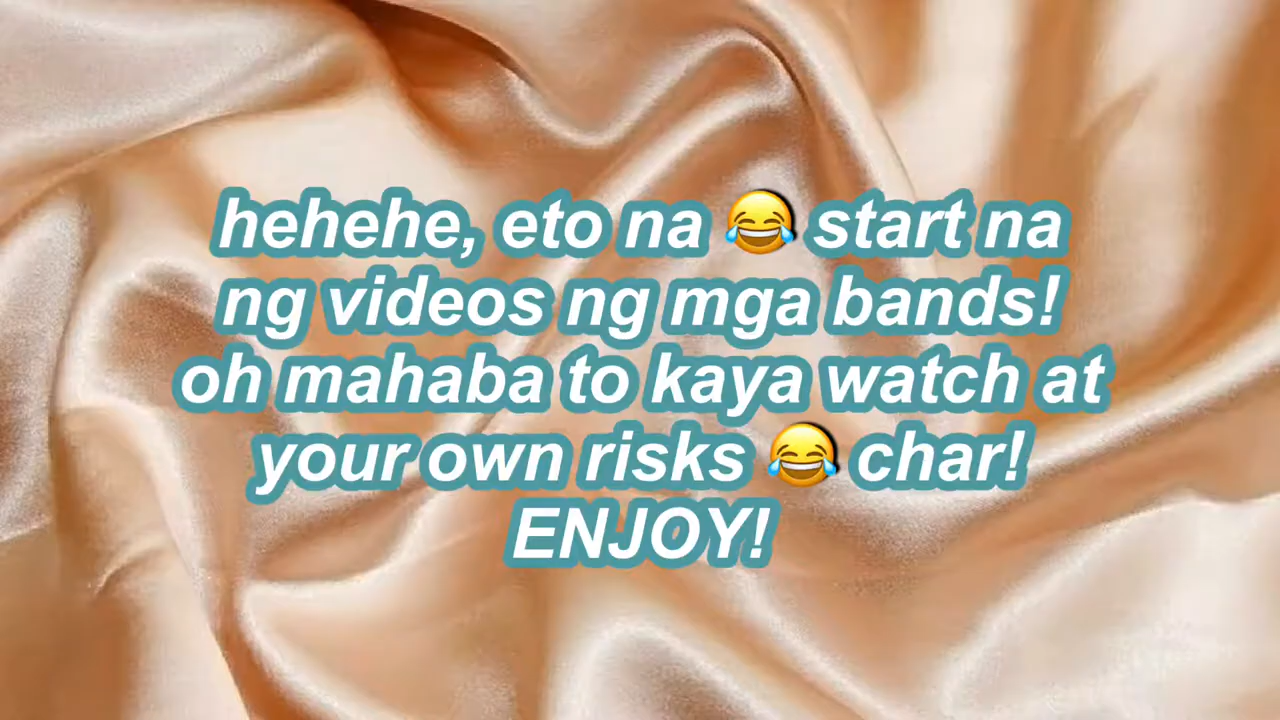 hehehe, eto na 😂 start na
ng videos ng mga bands!
oh mahaba to kaya watch at
your own risks 😂 char!
ENJOY!